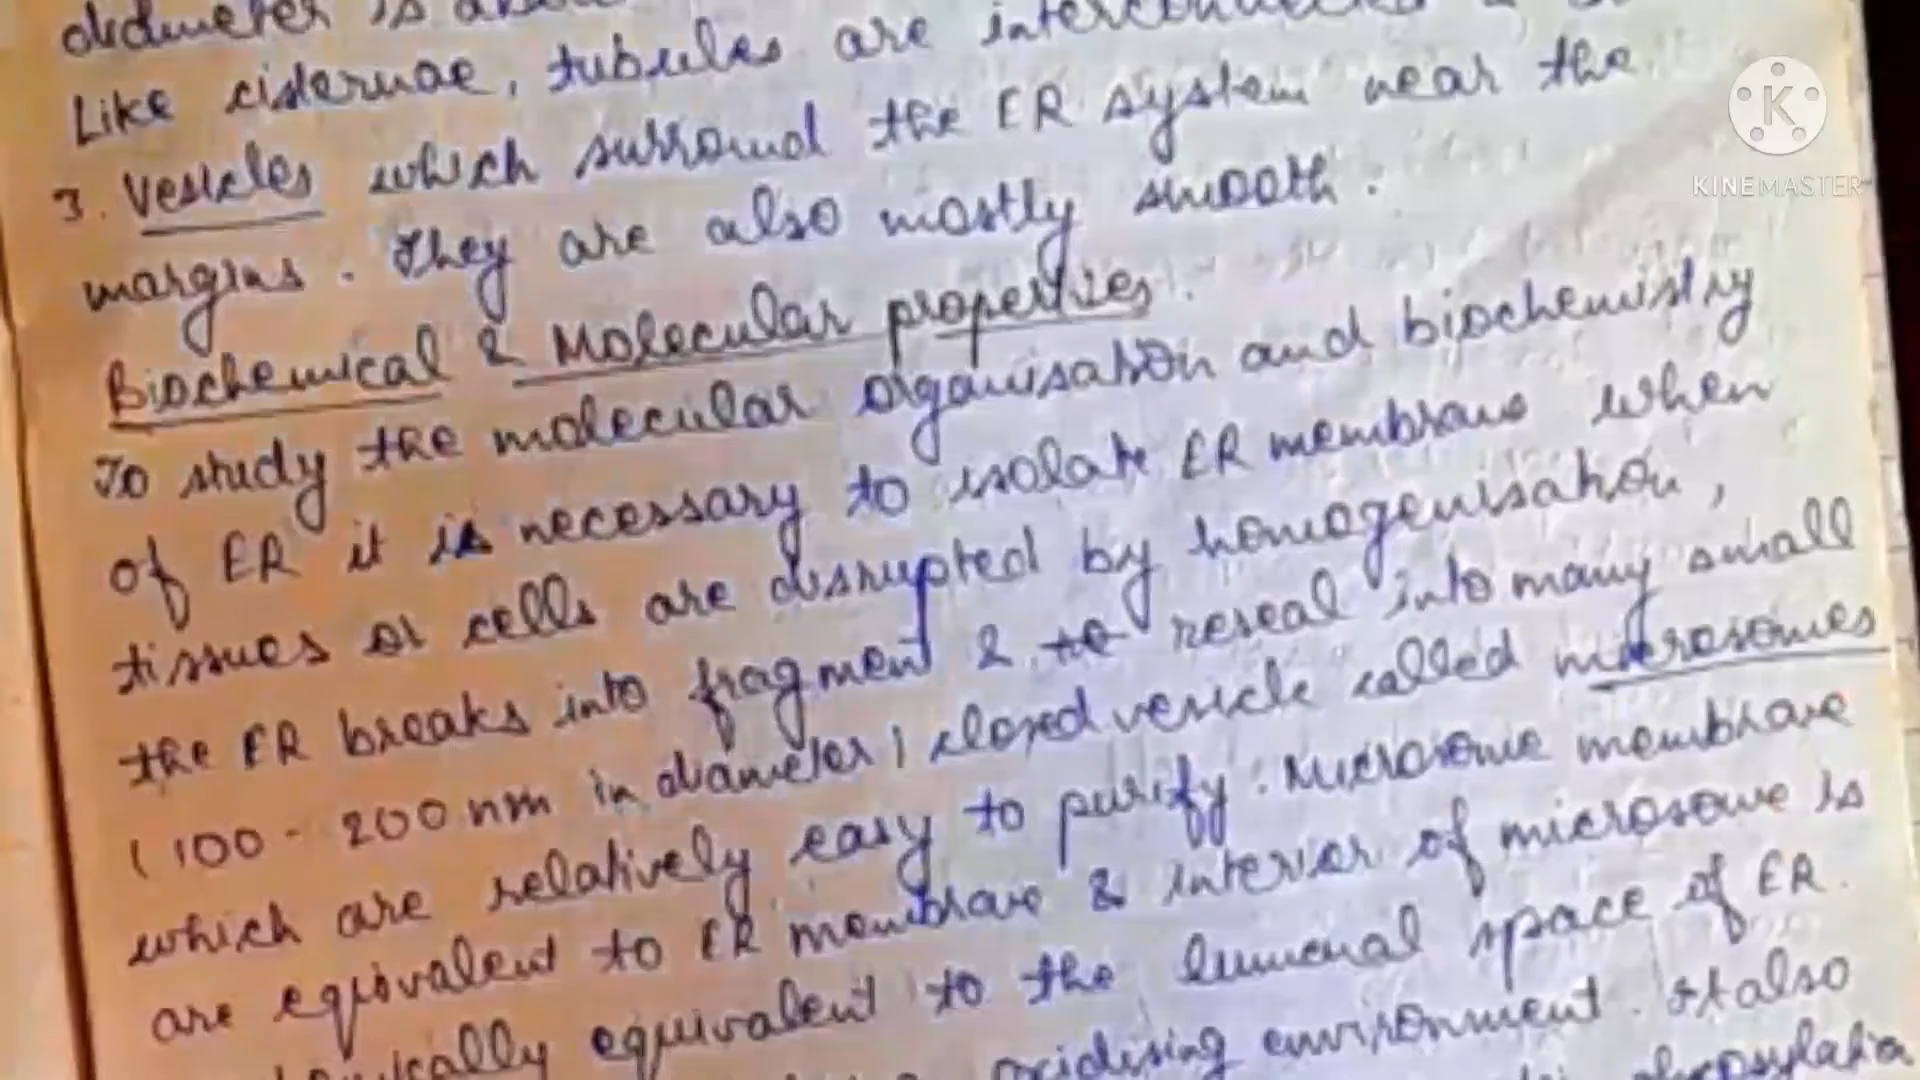 diameter is
Like cisternae, tubules are interconnected
3. Vesicles which surround the ER system near the
margins. They are also mostly smooth.
Biochemical & Molecular properties.
To study the molecular organisation and biochemistry
of ER it is necessary to isolate ER membrane when
tissues or cells are disrupted by homogenisation,
the ER breaks into fragment & to reseal into many small
(100 - 200 nm in diameter) closed vesicle called microsomes
which are relatively easy to purify. Microsome membrane
are equivalent to ER membrane & interior of microsome is
equivalent to the lumenal space of ER.
oxidising environment. It also
glycosylation
K
KINEMASTER